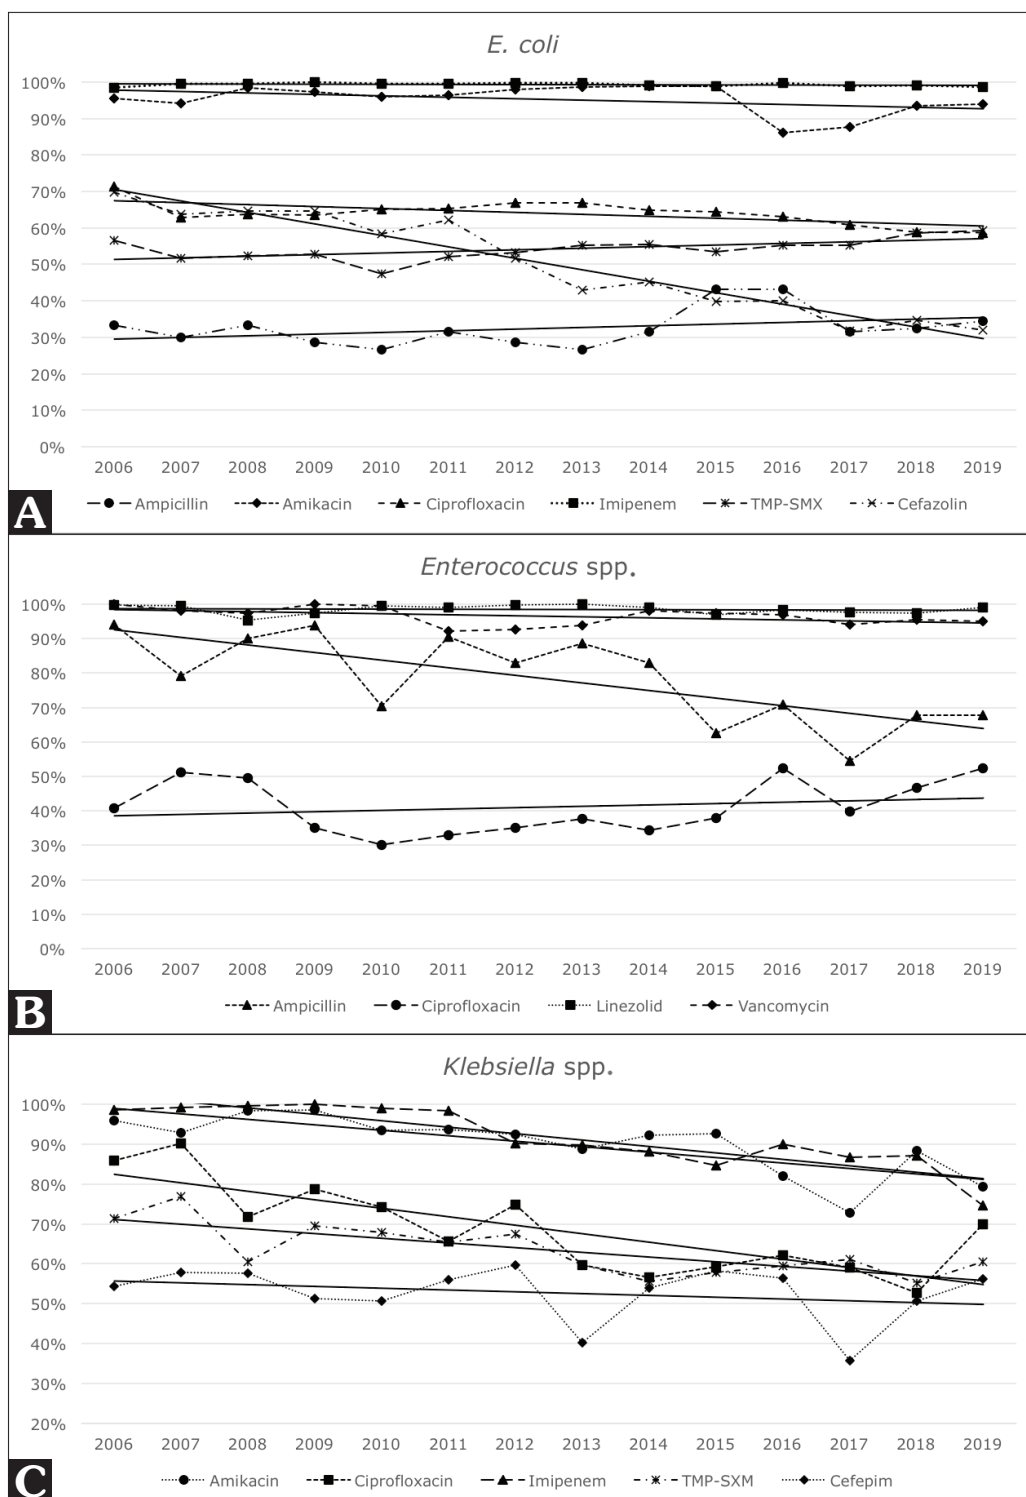 E. coli
100%
90%
80%
70%
60%
50%
40%
30%
20%
10%
0%
2006 2007 2008 2009 2010 2011 2012 2013 2014 2015 2016 2017 2018 2019
Ampicillin Amikacin Ciprofloxacin Imipenem TMP-SMX Cefazolin
A
Enterococcus spp.
100%
90%
80%
70%
60%
50%
40%
30%
20%
10%
0%
2006 2007 2008 2009 2010 2011 2012 2013 2014 2015 2016 2017 2018 2019
Ampicillin Ciprofloxacin Linezolid Vancomycin
B
Klebsiella spp.
100%
90%
80%
70%
60%
50%
40%
30%
20%
2006 2007 2008 2009 2010 2011 2012 2013 2014 2015 2016 2017 2018 2019
Amikacin Ciprofloxacin Imipenem TMP-SXM Cefepim
C